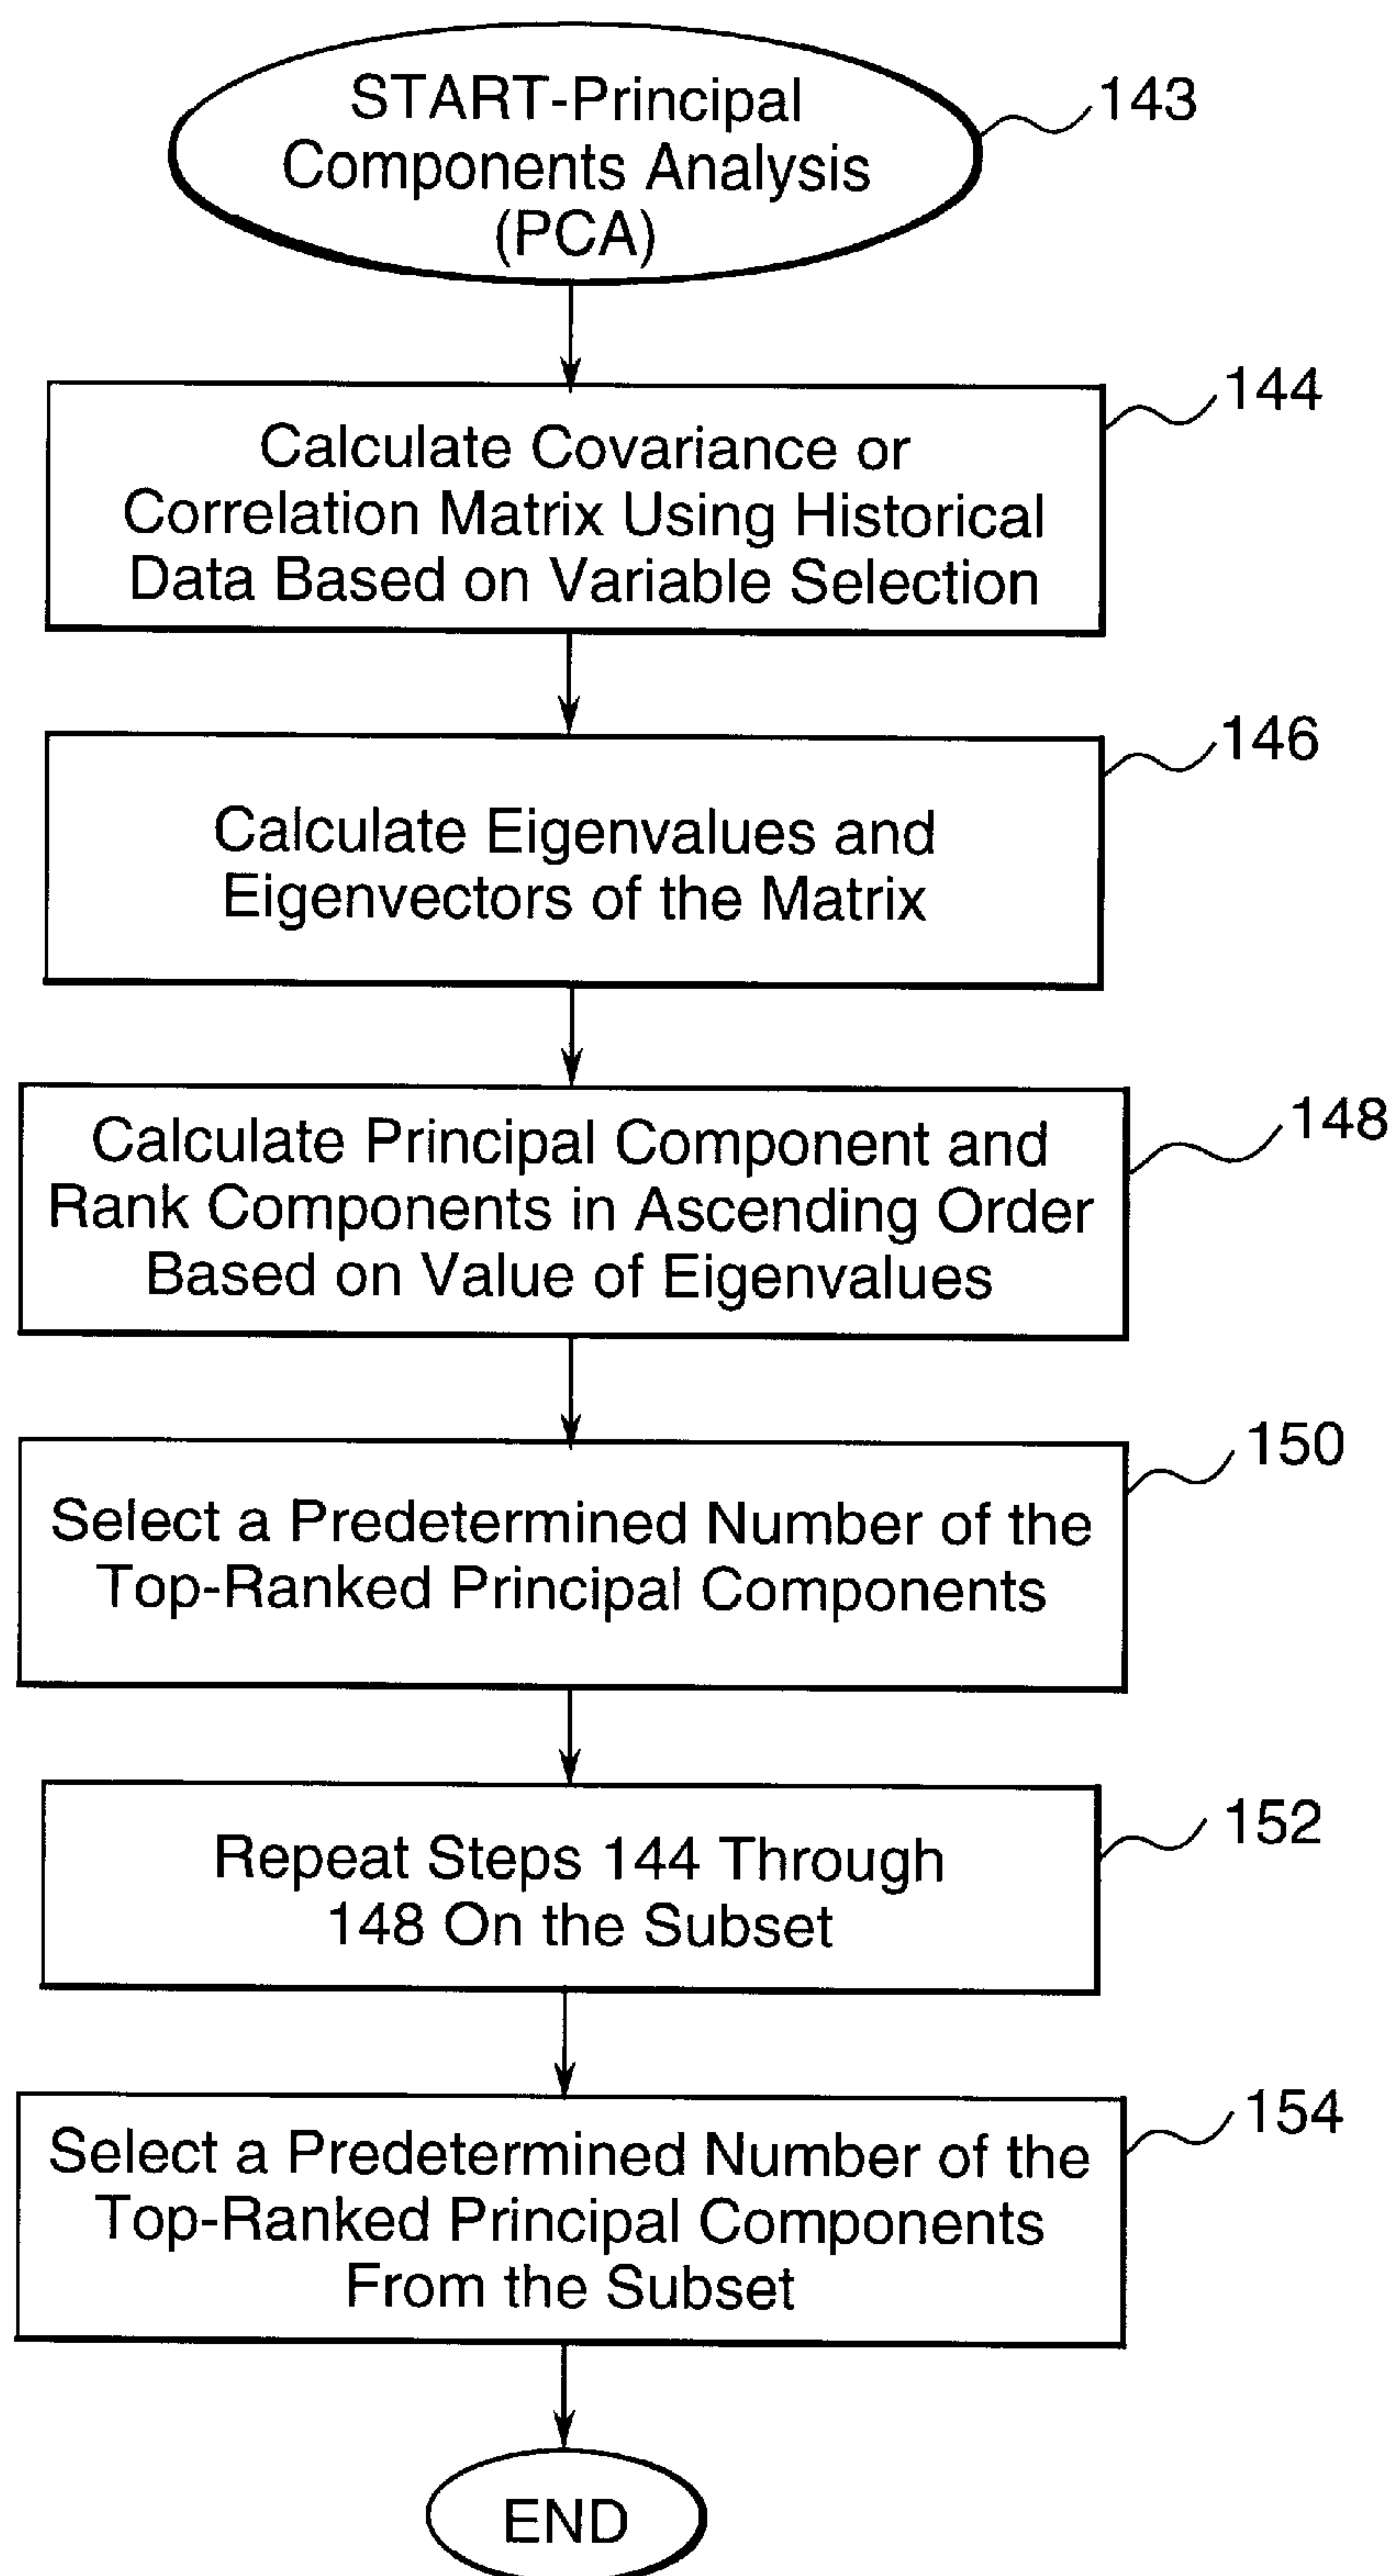 START-Principal
Components Analysis
(PCA)
143
144
Calculate Covariance or
Correlation Matrix Using Historical
Data Based on Variable Selection
146
Calculate Eigenvalues and
Eigenvectors of the Matrix
148
Calculate Principal Component and
Rank Components in Ascending Order
Based on Value of Eigenvalues
150
Select a Predetermined Number of the
Top-Ranked Principal Components
152
Repeat Steps 144 Through
148 On the Subset
154
Select a Predetermined Number of the
Top-Ranked Principal Components
From the Subset
END